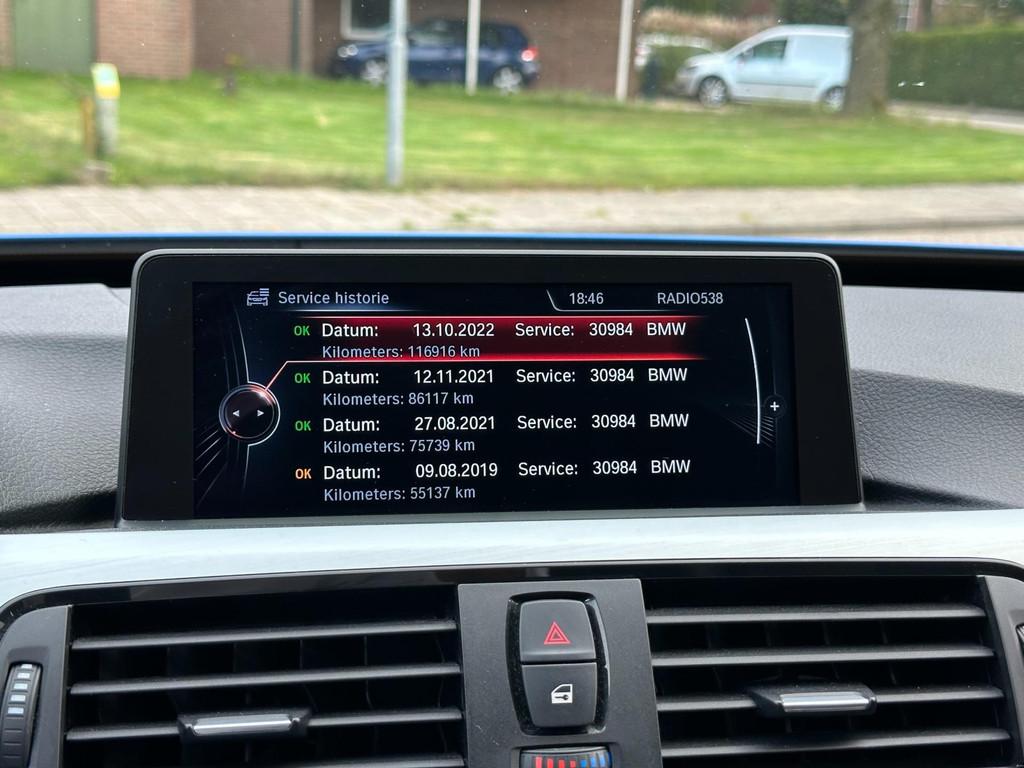 Service historie 18:46 RADIO538
OK Datum: 13.10.2022 Service: 30984 BMW
Kilometers: 116916 km
OK Datum: 12.11.2021 Service: 30984 BMW
Kilometers: 86117 km
OK Datum: 27.08.2021 Service: 30984 BMW
Kilometers: 75739 km
OK Datum: 09.08.2019 Service: 30984 BMW
Kilometers: 55137 km